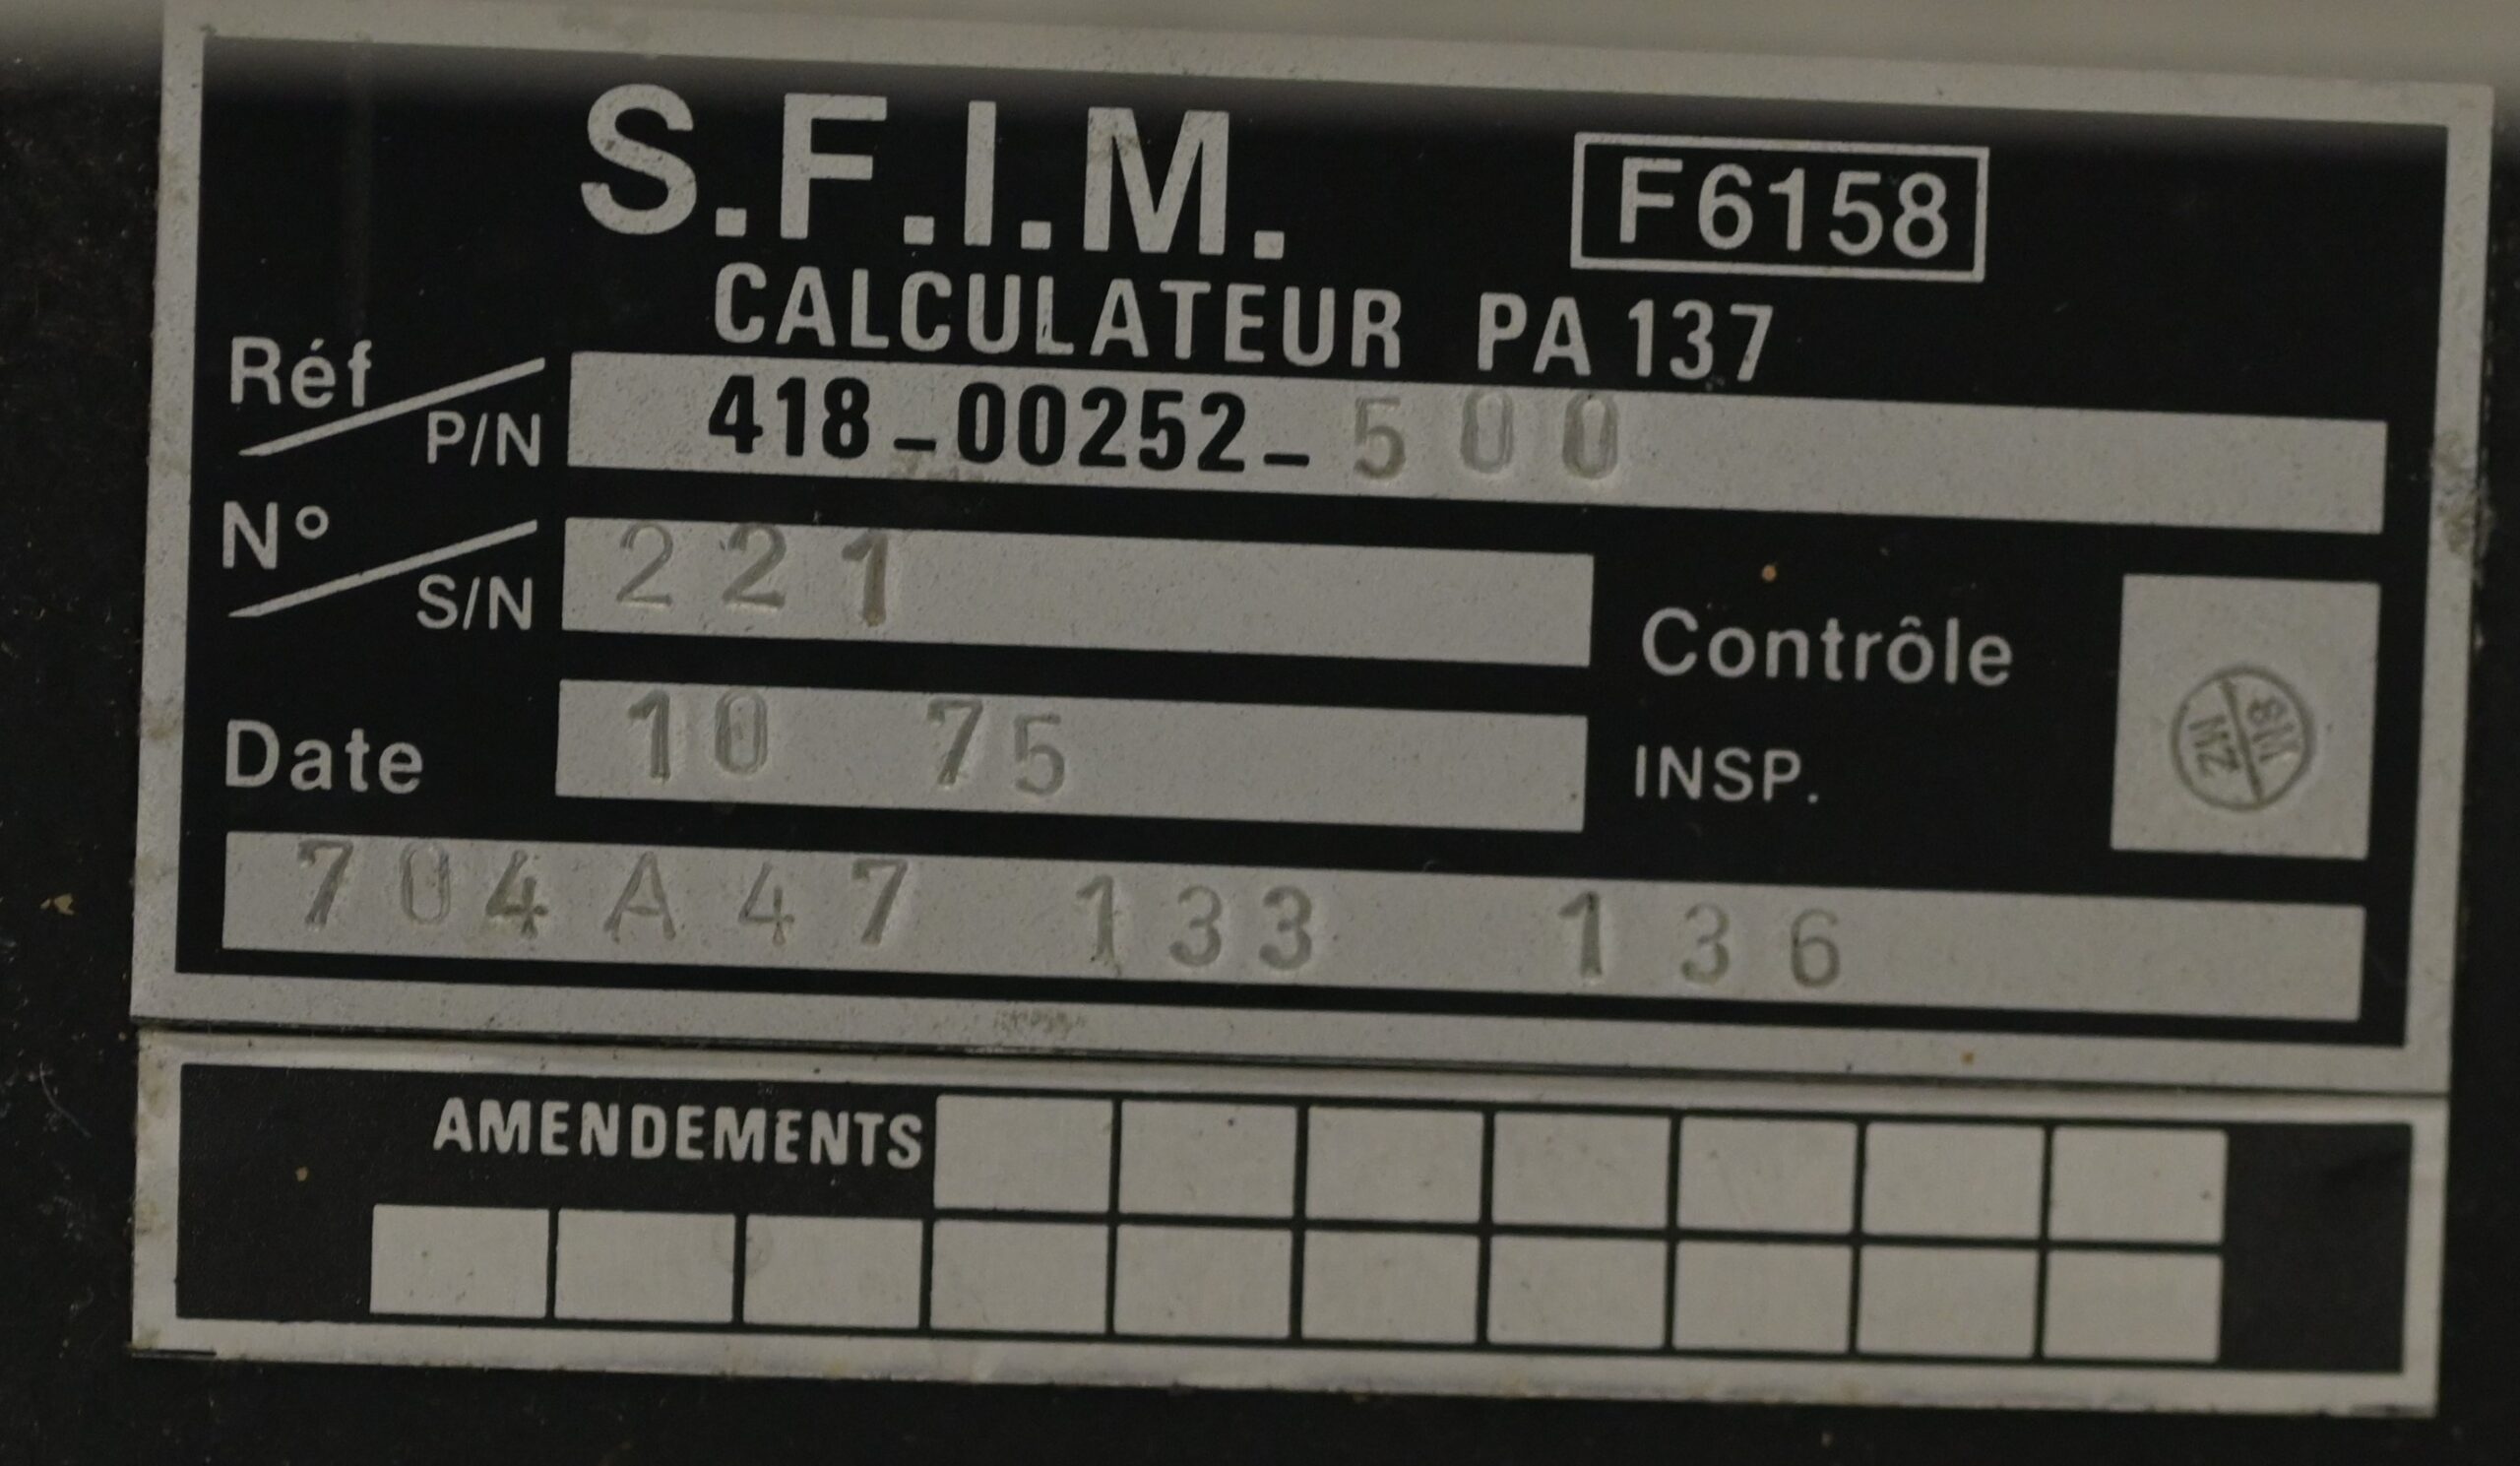 S.F.I.M.
F6158
CALCULATEUR PA 137
Réf P/N 418-00252-500
N° S/N 221
Contrôle
Date 10 75
INSP.
704A47 133 136
AMENDEMENTS